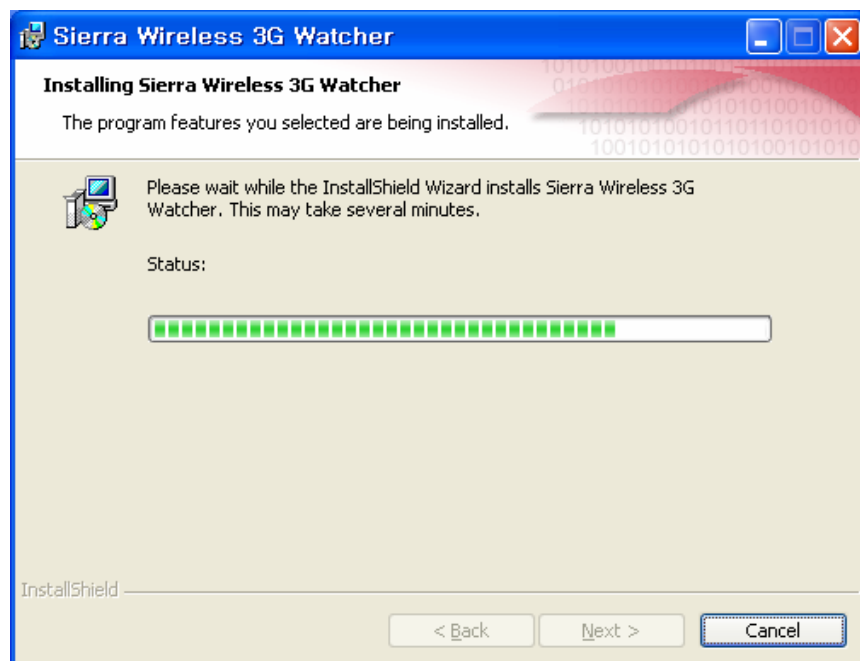 Sierra Wireless 3G Watcher
Installing Sierra Wireless 3G Watcher
The program features you selected are being installed.
Please wait while the InstallShield Wizard installs Sierra Wireless 3G
Watcher. This may take several minutes.
Status:
InstallShield
< Back
Next >
Cancel